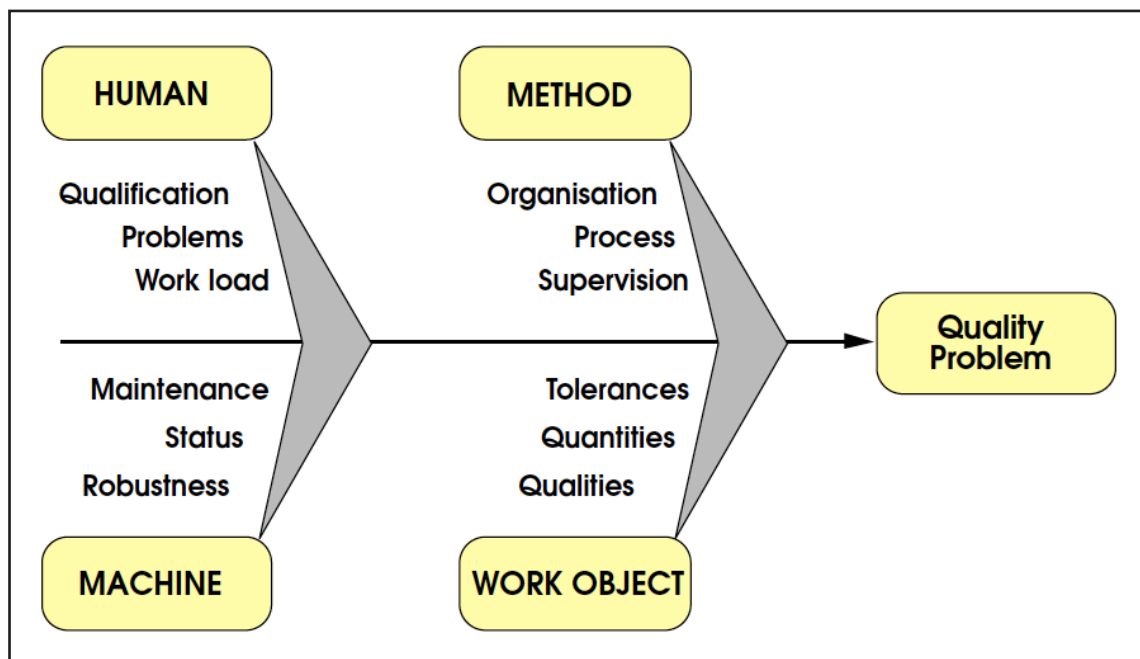 HUMAN
METHOD
Qualification
Problems
Work load
Organisation
Process
Supervision
Quality
Problem
Maintenance
Status
Robustness
Tolerances
Quantities
Qualities
MACHINE
WORK OBJECT